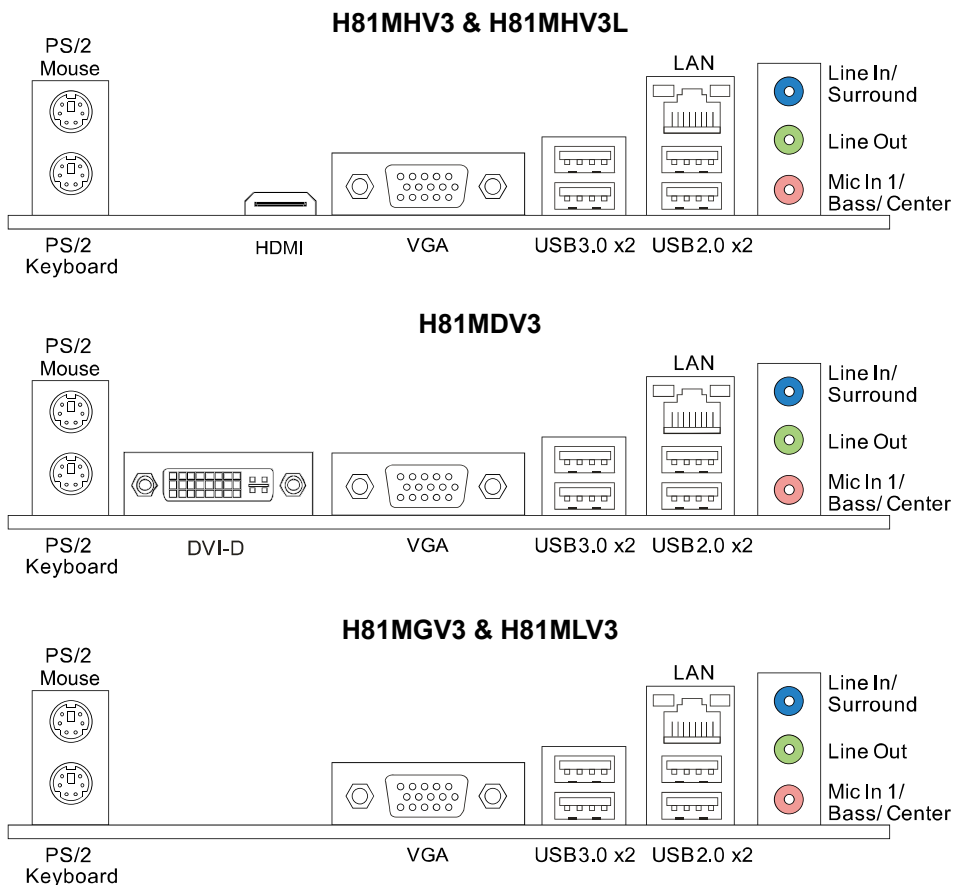 H81MHV3 & H81MHV3L
PS/2
Mouse
LAN
Line In/
Surround
Line Out
Mic In 1/
Bass/ Center
PS/2
Keyboard
HDMI
VGA
USB3.0 x2
USB2.0 x2
H81MDV3
PS/2
Mouse
LAN
Line In/
Surround
Line Out
Mic In 1/
Bass/ Center
PS/2
Keyboard
DVI-D
VGA
USB3.0 x2
USB2.0 x2
H81MGV3 & H81MLV3
PS/2
Mouse
LAN
Line In/
Surround
Line Out
Mic In 1/
Bass/ Center
PS/2
Keyboard
VGA
USB3.0 x2
USB2.0 x2